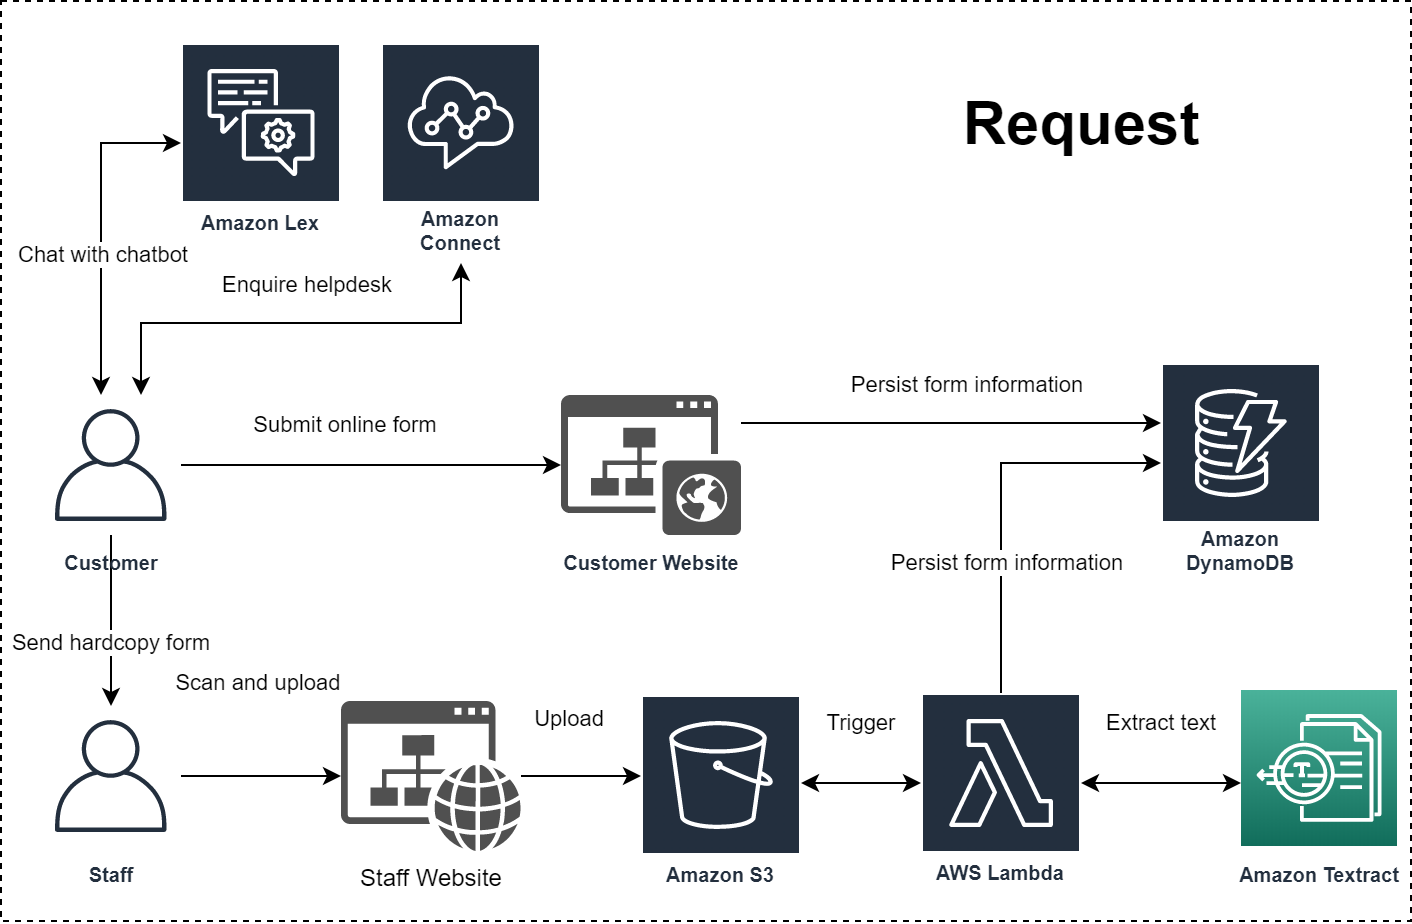 Request
Amazon Lex
Amazon
Connect
Chat with chatbot
Enquire helpdesk
Submit online form
Persist form information
Customer
Customer Website
Amazon
DynamoDB
Persist form information
Send hardcopy form
Scan and upload
Upload
Trigger
Extract text
Staff
Staff Website
Amazon S3
AWS Lambda
Amazon Textract